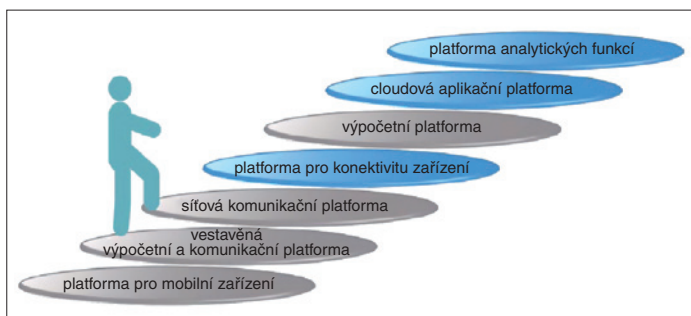 platforma analytických funkcí
cloudová aplikační platforma
výpočetní platforma
platforma pro konektivitu zařízení
síťová komunikační platforma
vestavěná
výpočetní a komunikační platforma
platforma pro mobilní zařízení